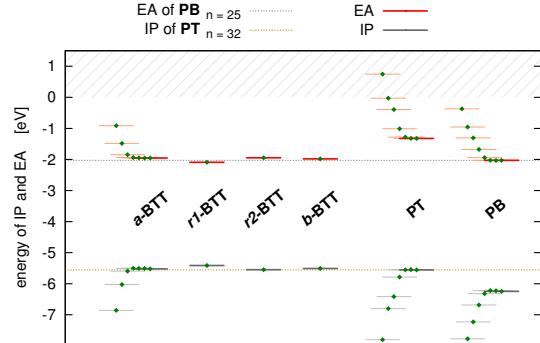 EA of PB n = 25
EA
IP of PT n = 32
IP
energy of IP and EA [eV]
1
0
-1
-2
-3
-4
-5
-6
-7
a-BTT
r1-BTT
r2-BTT
b-BTT
PT
PB